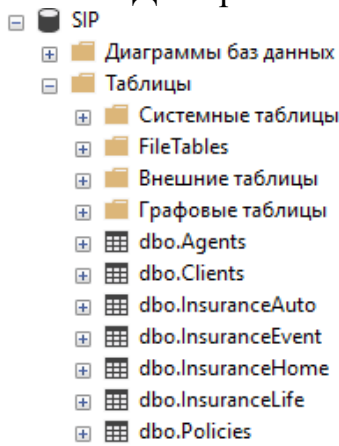 SIP
Диаграммы баз данных
Таблицы
Системные таблицы
FileTables
Внешние таблицы
Графовые таблицы
dbo.Agents
dbo.Clients
dbo.InsuranceAuto
dbo.InsuranceEvent
dbo.InsuranceHome
dbo.InsuranceLife
dbo.Policies